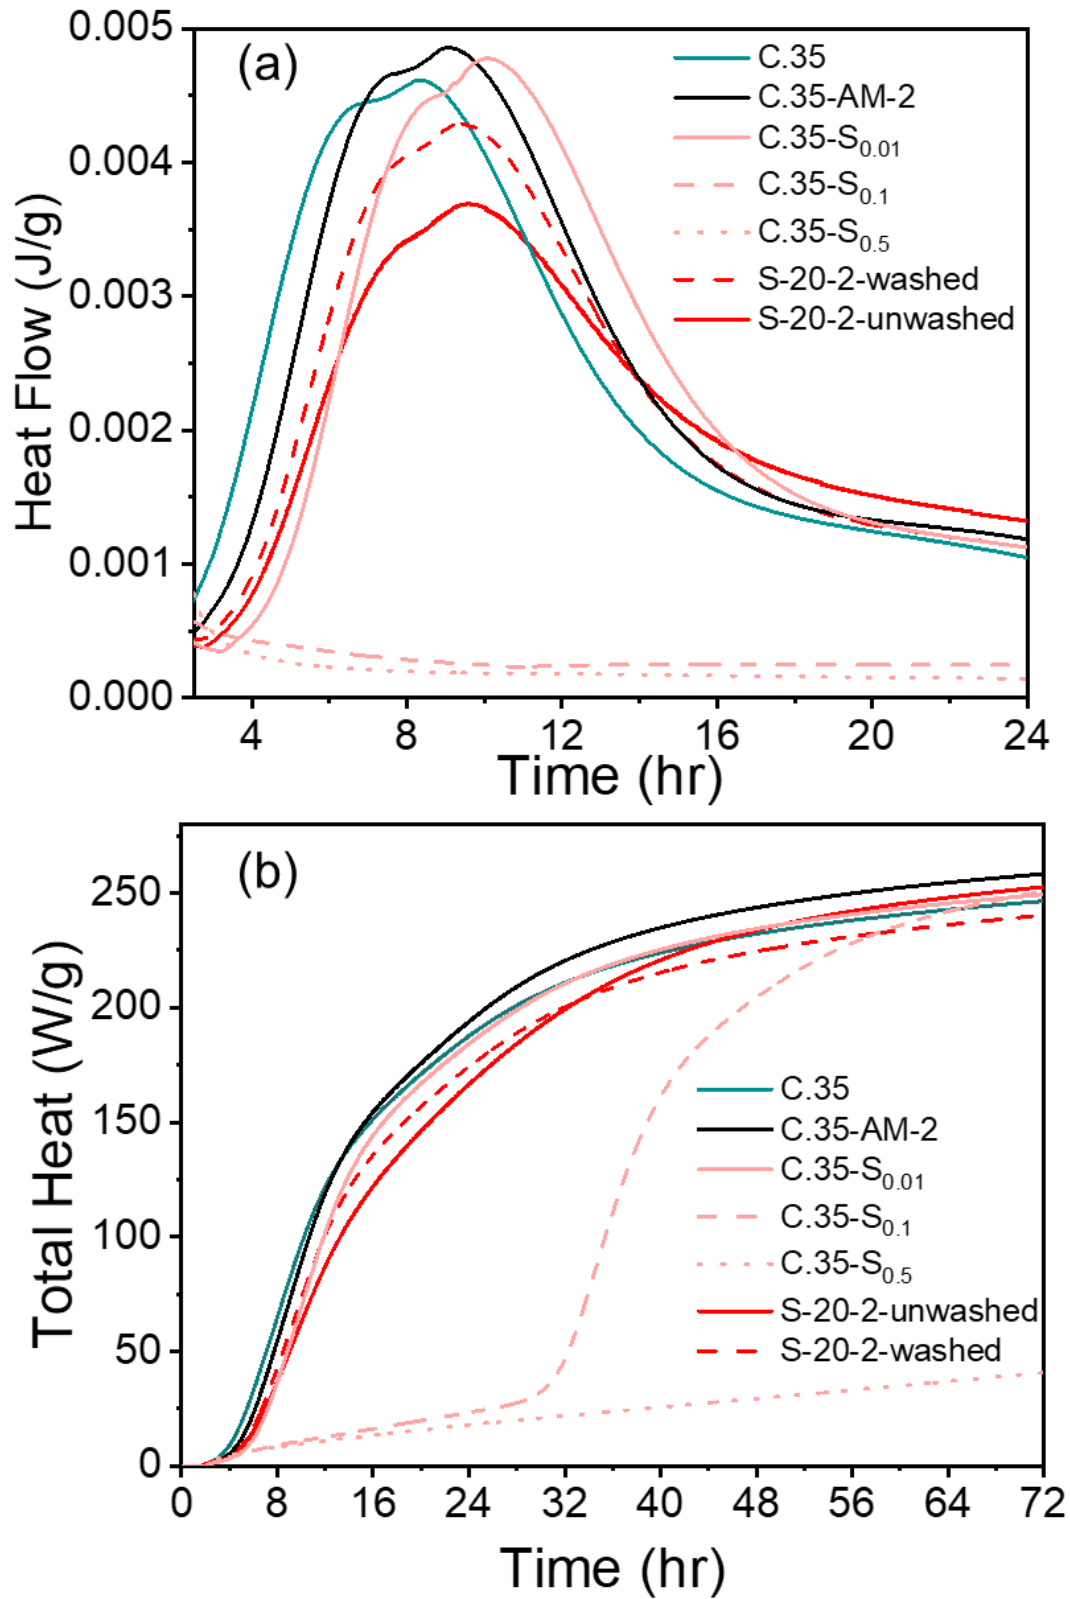 (a)
Heat Flow (J/g)
0.005
0.004
0.003
0.002
0.001
0.000
C.35
C.35-AM-2
C.35-S0.01
C.35-S0.1
C.35-S0.5
S-20-2-washed
S-20-2-unwashed
4 8 12 16 20 24
Time (hr)
(b)
Total Heat (W/g)
250
200
150
100
50
0
C.35
C.35-AM-2
C.35-S0.01
C.35-S0.1
C.35-S0.5
S-20-2-unwashed
S-20-2-washed
0 8 16 24 32 40 48 56 64 72
Time (hr)